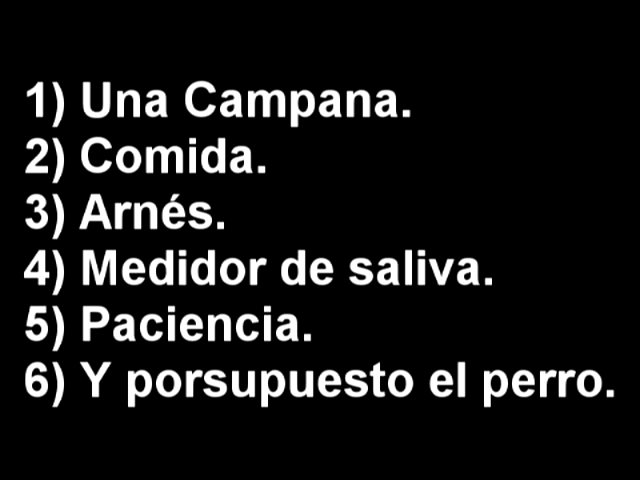 1) Una Campana.
2) Comida.
3) Arnés.
4) Medidor de saliva.
5) Paciencia.
6) Y porsupuesto el perro.